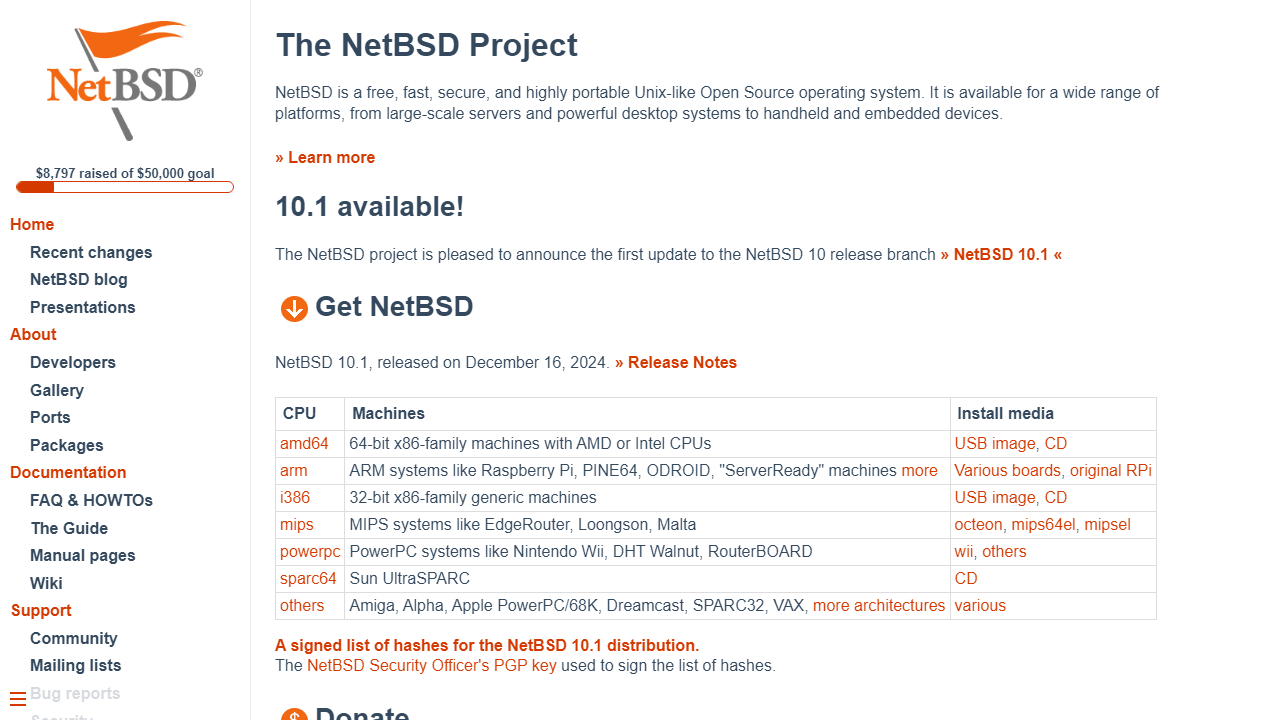 NetBSD®
$8,797 raised of $50,000 goal
Home
Recent changes
NetBSD blog
Presentations
About
Developers
Gallery
Ports
Packages
Documentation
FAQ & HOWTOs
The Guide
Manual pages
Wiki
Support
Community
Mailing lists
Bug reports
Security
The NetBSD Project
NetBSD is a free, fast, secure, and highly portable Unix-like Open Source operating system. It is available for a wide range of
platforms, from large-scale servers and powerful desktop systems to handheld and embedded devices.
» Learn more
10.1 available!
The NetBSD project is pleased to announce the first update to the NetBSD 10 release branch » NetBSD 10.1 «
Get NetBSD
NetBSD 10.1, released on December 16, 2024. » Release Notes
CPU Machines Install media
amd64 64-bit x86-family machines with AMD or Intel CPUs USB image, CD
arm ARM systems like Raspberry Pi, PINE64, ODROID, "ServerReady" machines more Various boards, original RPi
i386 32-bit x86-family generic machines USB image, CD
mips MIPS systems like EdgeRouter, Loongson, Malta octeon, mips64el, mipsel
powerpc PowerPC systems like Nintendo Wii, DHT Walnut, RouterBOARD wii, others
sparc64 Sun UltraSPARC CD
others Amiga, Alpha, Apple PowerPC/68K, Dreamcast, SPARC32, VAX, more architectures various
A signed list of hashes for the NetBSD 10.1 distribution.
The NetBSD Security Officer's PGP key used to sign the list of hashes.
Donate